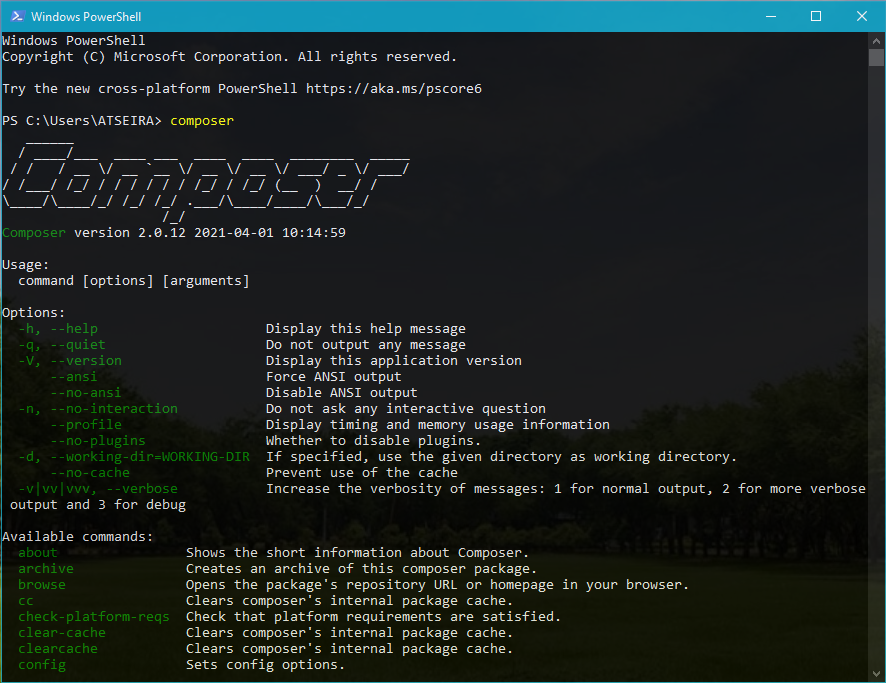 Windows PowerShell
Windows PowerShell
Copyright (C) Microsoft Corporation. All rights reserved.
Try the new cross-platform PowerShell https://aka.ms/pscore6
PS C:\Users\ATSEIRA> composer
Composer
Composer version 2.0.12 2021-04-01 10:14:59
Usage:
  command [options] [arguments]
Options:
  -h, --help                     Display this help message
  -q, --quiet                    Do not output any message
  -V, --version                  Display this application version
      --ansi                     Force ANSI output
      --no-ansi                  Disable ANSI output
  -n, --no-interaction           Do not ask any interactive question
      --profile                  Display timing and memory usage information
      --no-plugins               Whether to disable plugins.
  -d, --working-dir=WORKING-DIR  If specified, use the given directory as working directory.
      --no-cache                 Prevent use of the cache
  -v|vv|vvv, --verbose           Increase the verbosity of messages: 1 for normal output, 2 for more verbose
 output and 3 for debug
Available commands:
  about                Shows the short information about Composer.
  archive              Creates an archive of this composer package.
  browse               Opens the package's repository URL or homepage in your browser.
  cc                   Clears composer's internal package cache.
  check-platform-reqs  Check that platform requirements are satisfied.
  clear-cache          Clears composer's internal package cache.
  clearcache           Clears composer's internal package cache.
  config               Sets config options.